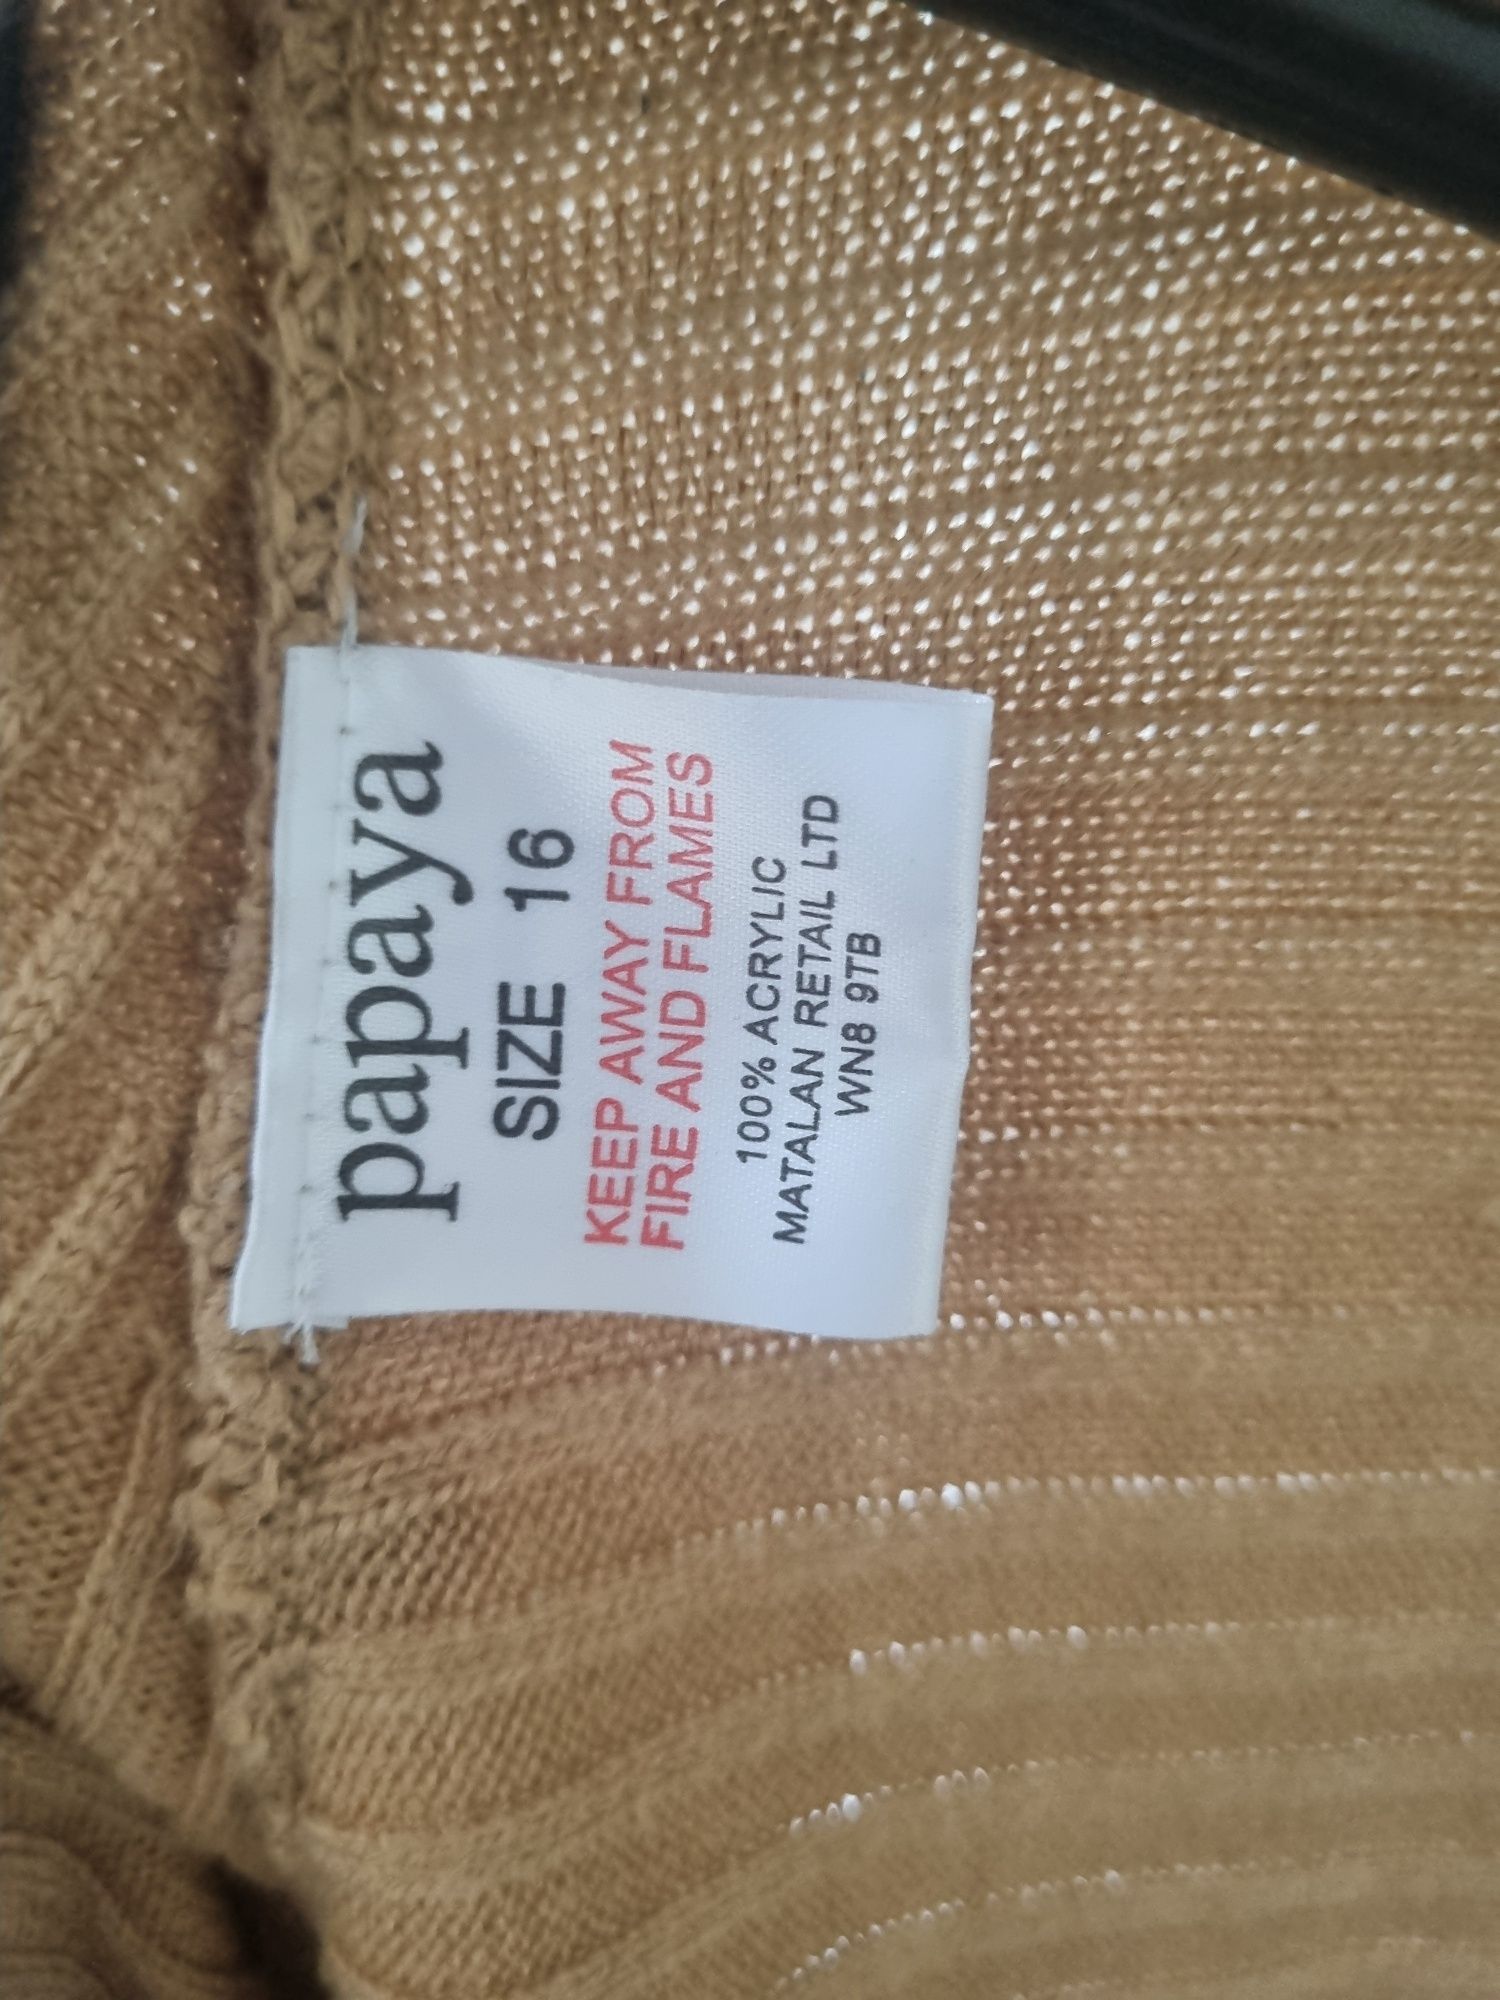 papaya
SIZE 16
KEEP AWAY FROM
FIRE AND FLAMES
100% ACRYLIC
MATALAN RETAIL LTD
WN8 9TB